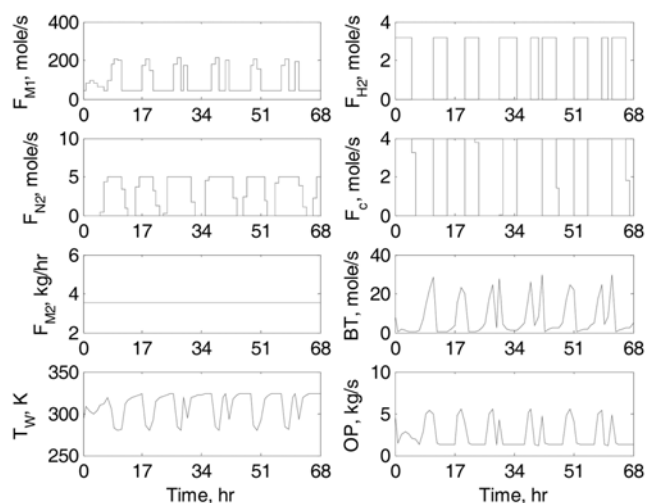 400
200
0
0 17 34 51 68
F_M1, mole/s
4
2
0
0 17 34 51 68
F_H2, mole/s
10
5
0
0 17 34 51 68
F_N2, mole/s
4
2
0
0 17 34 51 68
F_c, mole/s
6
4
2
0 17 34 51 68
F_M2, kg/hr
40
20
0
0 17 34 51 68
BT, mole/s
350
300
250
0 17 34 51 68
T_W, K
Time, hr
10
5
0
0 17 34 51 68
OP, kg/s
Time, hr